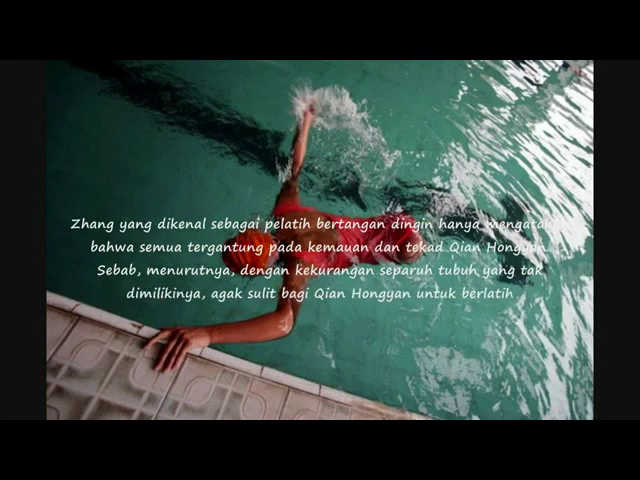 Zhang yang dikenal sebagai pelatih bertangan dingin hanya
bahwa semua tergantung pada kemauan dan tekad Qian Hongyan.
Sebab, menurutnya, dengan kekurangan separuh tubuh yang tak
dimilikinya, agak sulit bagi Qian Hongyan untuk berlatih